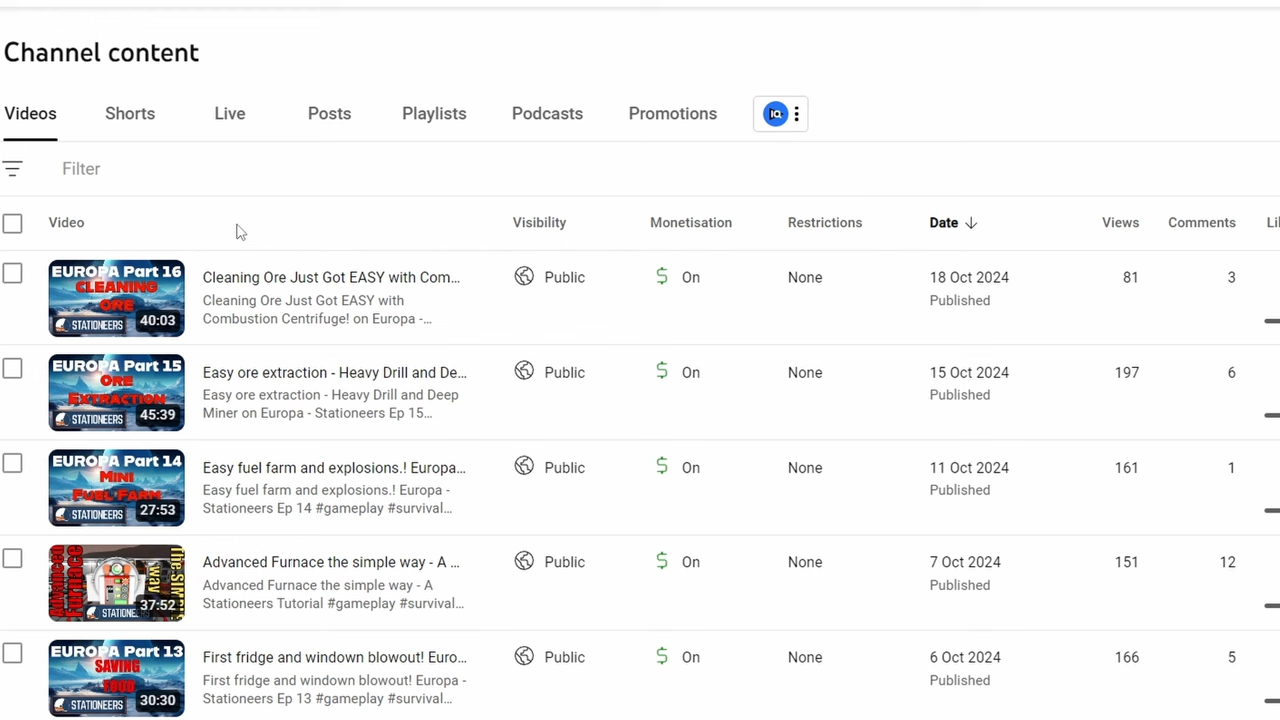 Channel content
Videos Shorts Live Posts Playlists Podcasts Promotions
Filter
Video Visibility Monetisation Restrictions Date Views Comments Li
EUROPA Part 16
CLEANING
ORE
STATIONEERS
40:03
Cleaning Ore Just Got EASY with Com... Public On None 18 Oct 2024 81 3
Cleaning Ore Just Got EASY with Published
Combustion Centrifuge! on Europa -...
EUROPA Part 15
ORE
EXTRACTION
STATIONEERS
45:39
Easy ore extraction - Heavy Drill and De... Public On None 15 Oct 2024 197 6
Easy ore extraction - Heavy Drill and Deep Published
Miner on Europa - Stationeers Ep 15...
EUROPA Part 14
Mini
FUEL FARM
STATIONEERS
27:53
Easy fuel farm and explosions.! Europa... Public On None 11 Oct 2024 161 1
Easy fuel farm and explosions.! Europa - Published
Stationeers Ep 14 #gameplay #survival...
Advanced
Furnace
STATIONE
37:52
Advanced Furnace the simple way - A ... Public On None 7 Oct 2024 151 12
Advanced Furnace the simple way - A Published
Stationeers Tutorial #gameplay #survival...
EUROPA Part 13
SAVING
FOOD
STATIONEERS
30:30
First fridge and windown blowout! Euro... Public On None 6 Oct 2024 166 5
First fridge and windown blowout! Europa - Published
Stationeers Ep 13 #gameplay #survival...